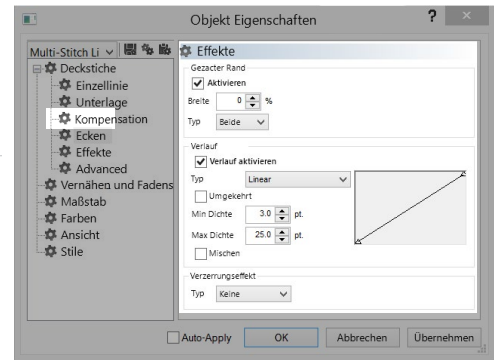 Objekt Eigenschaften
?
Multi-Stitch Li
Deckstiche
Einzellinie
Unterlage
Kompensation
Ecken
Effekte
Advanced
Vernähen und Fadens
Maßstab
Farben
Ansicht
Stile
Effekte
Gezacter Rand
Aktivieren
Breite 0 %
Typ Beide
Verlauf
Verlauf aktivieren
Typ Linear
Umgekehrt
Min Dichte 3.0 pt.
Max Dichte 25.0 pt.
Mischen
Verzerrungseffekt
Typ Keine
Auto-Apply OK Abbrechen Übernehmen